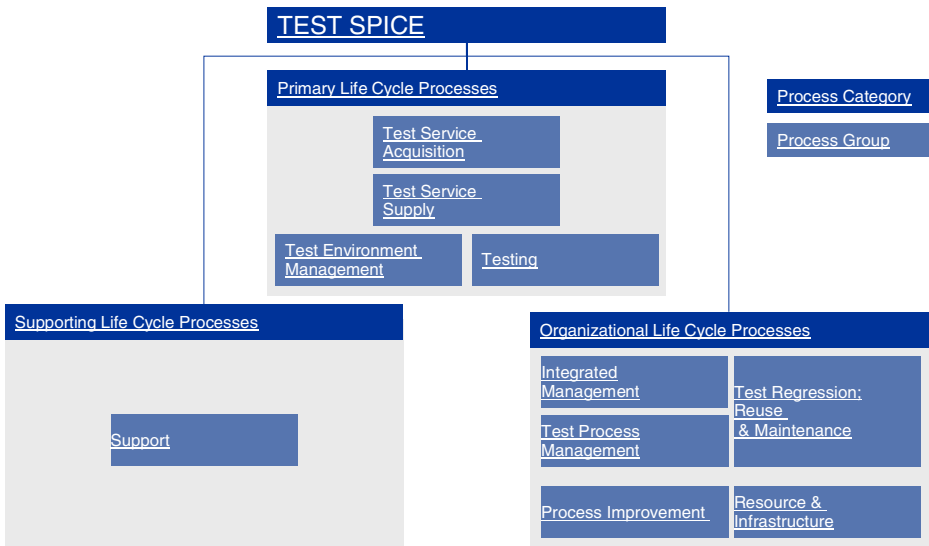 TEST SPICE
Primary Life Cycle Processes
Process Category
Process Group
Test Service
Acquisition
Test Service
Supply
Test Environment
Management
Testing
Supporting Life Cycle Processes
Support
Organizational Life Cycle Processes
Integrated
Management
Test Regression;
Reuse
& Maintenance
Test Process
Management
Process Improvement
Resource &
Infrastructure